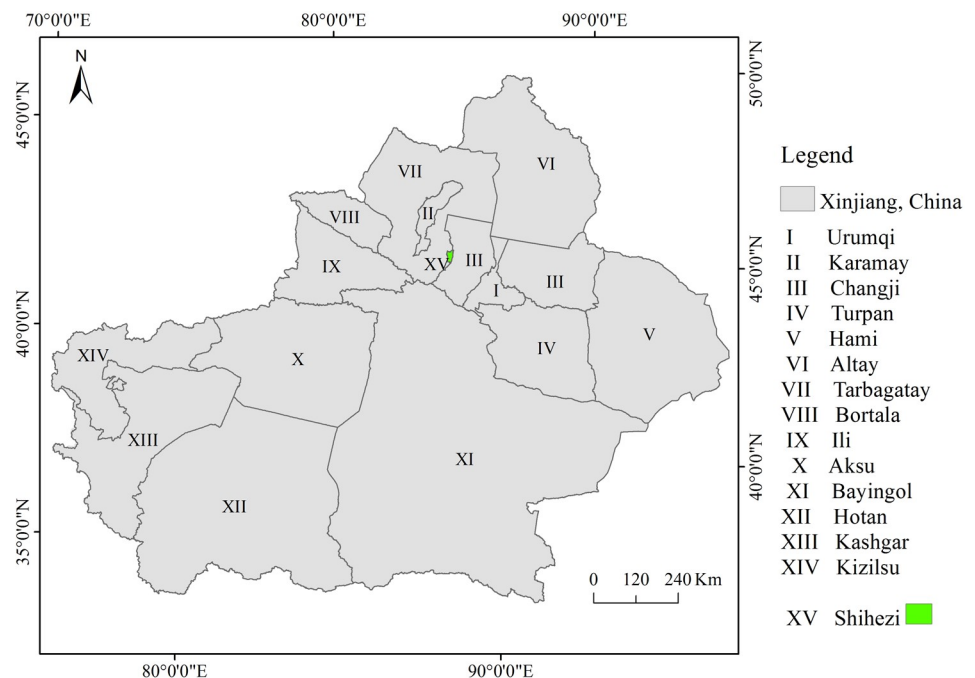 70°0'0"E 80°0'0"E 90°0'0"E
N
45°0'0"N
40°0'0"N
35°0'0"N
50°0'0"N
45°0'0"N
40°0'0"N
VI
VII
II
VIII
XV
III
IX
I
III
XIV
X
IV
V
XIII
XI
XII
0 120 240 Km
80°0'0"E 90°0'0"E
Legend
Xinjiang, China
I Urumqi
II Karamay
III Changji
IV Turpan
V Hami
VI Altay
VII Tarbagatay
VIII Bortala
IX Ili
X Aksu
XI Bayingol
XII Hotan
XIII Kashgar
XIV Kizilsu
XV Shihezi